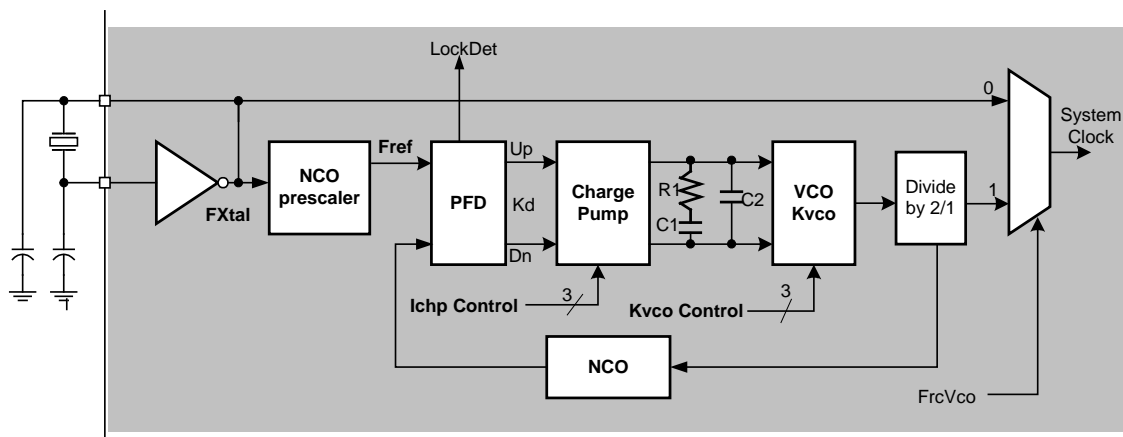 LockDet
0
System
Clock
Fref
Up
NCO
prescaler
PFD
Kd
Charge
Pump
R1
C2
C1
VCO
Kvco
Divide
by 2/1
1
FXtal
Dn
Ichp Control
3
Kvco Control
3
NCO
FrcVco